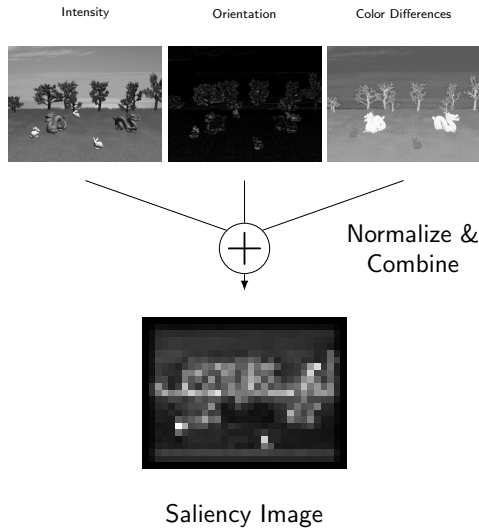 Intensity
Orientation
Color Differences
Normalize &
Combine
Saliency Image